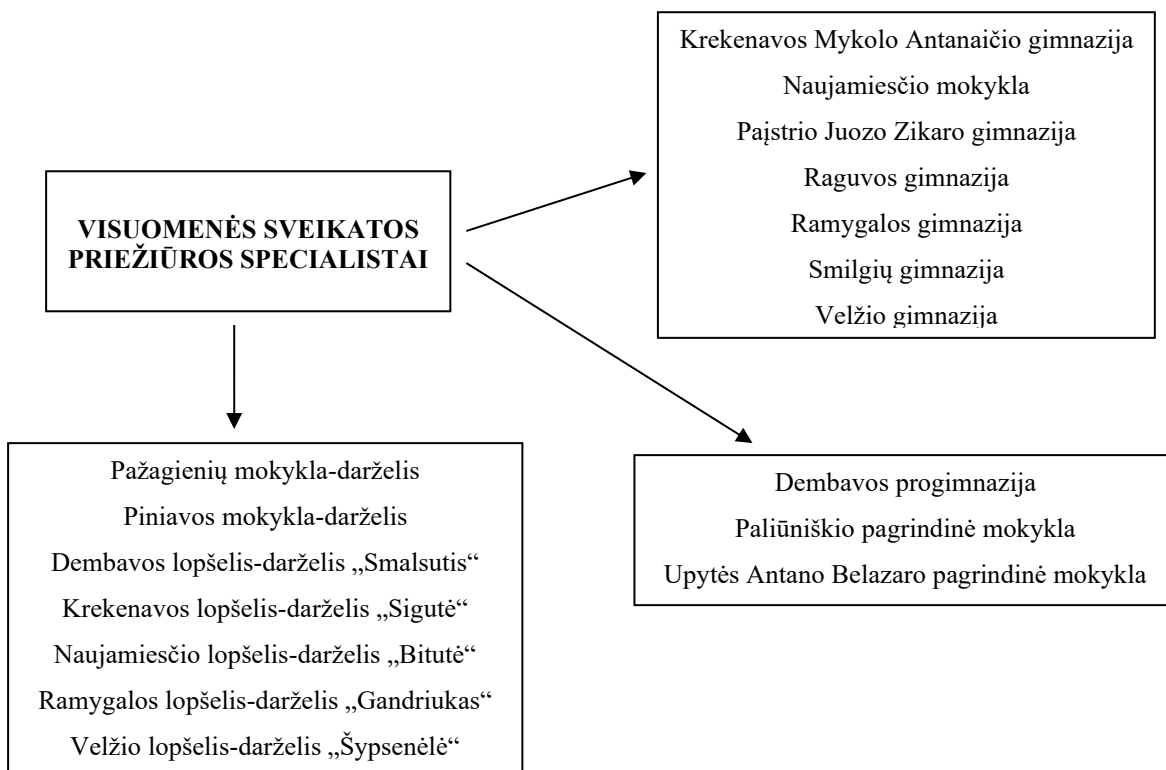 VISUOMENĖS SVEIKATOS
PRIEŽIŪROS SPECIALISTAI
Krekenavos Mykolo Antanaičio gimnazija
Naujamiesčio mokykla
Paįstrio Juozo Zikaro gimnazija
Raguvos gimnazija
Ramygalos gimnazija
Smilgių gimnazija
Velžio gimnazija
Pažagienių mokykla-darželis
Piniavos mokykla-darželis
Dembavos lopšelis-darželis „Smalsutis“
Krekenavos lopšelis-darželis „Sigutė“
Naujamiesčio lopšelis-darželis „Bitutė“
Ramygalos lopšelis-darželis „Gandriukas“
Velžio lopšelis-darželis „Šypsenėlė“
Dembavos progimnazija
Paliūniškio pagrindinė mokykla
Upytės Antano Belazaro pagrindinė mokykla